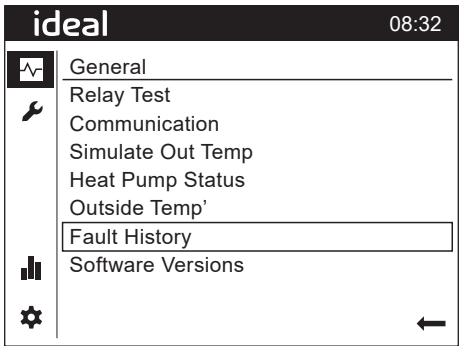 ideal 08:32
General
Relay Test
Communication
Simulate Out Temp
Heat Pump Status
Outside Temp'
Fault History
Software Versions